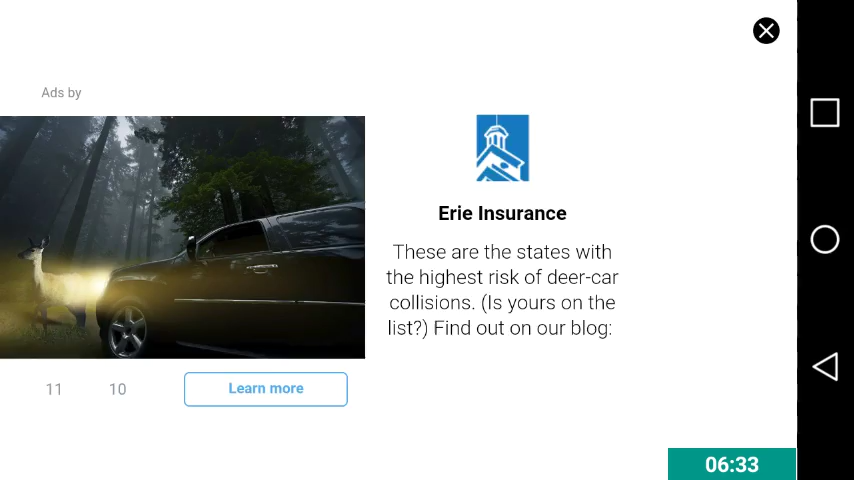 Ads by
Erie Insurance
These are the states with
the highest risk of deer-car
collisions. (Is yours on the
list?) Find out on our blog:
11 10 Learn more
06:33